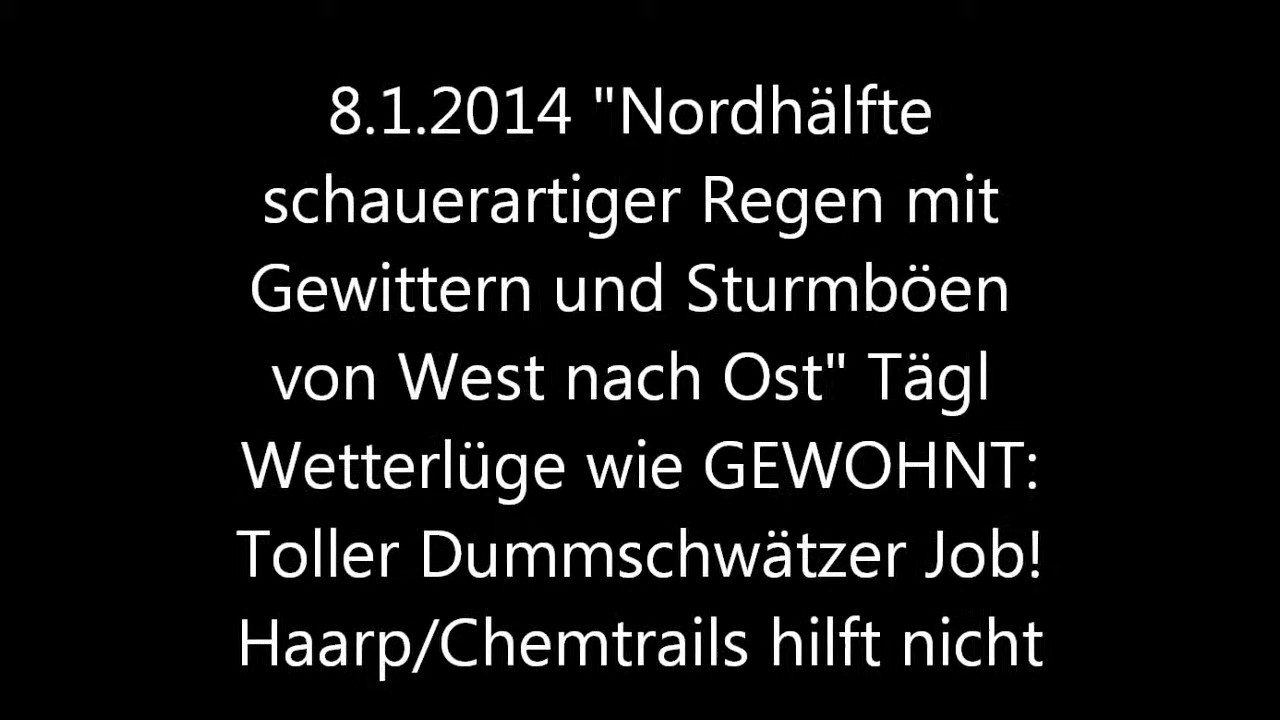 8.1.2014 "Nordhälfte
schauerartiger Regen mit
Gewittern und Sturmböen
von West nach Ost" Tägl
Wetterlüge wie GEWOHNT:
Toller Dummschwätzer Job!
Haarp/Chemtrails hilft nicht